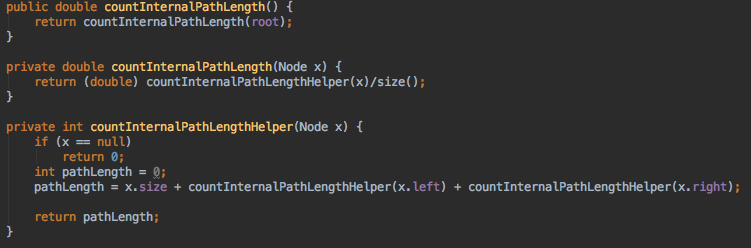 public double countInternalPathLength() {
    return countInternalPathLength(root);
}
private double countInternalPathLength(Node x) {
    return (double) countInternalPathLengthHelper(x)/size();
}
private int countInternalPathLengthHelper(Node x) {
    if (x == null)
        return 0;
    int pathLength = 0;
    pathLength = x.size + countInternalPathLengthHelper(x.left) + countInternalPathLengthHelper(x.right);
    return pathLength;
}